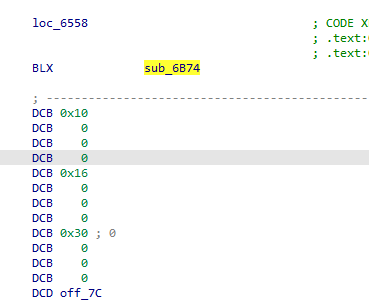 loc_6558 ; CODE X
; .text:
; .text:
BLX sub_6B74
; ---------------------------------------------
DCB 0x10
DCB 0
DCB 0
DCB 0
DCB 0x16
DCB 0
DCB 0
DCB 0
DCB 0x30 ; 0
DCB 0
DCB 0
DCB 0
DCD off_7C